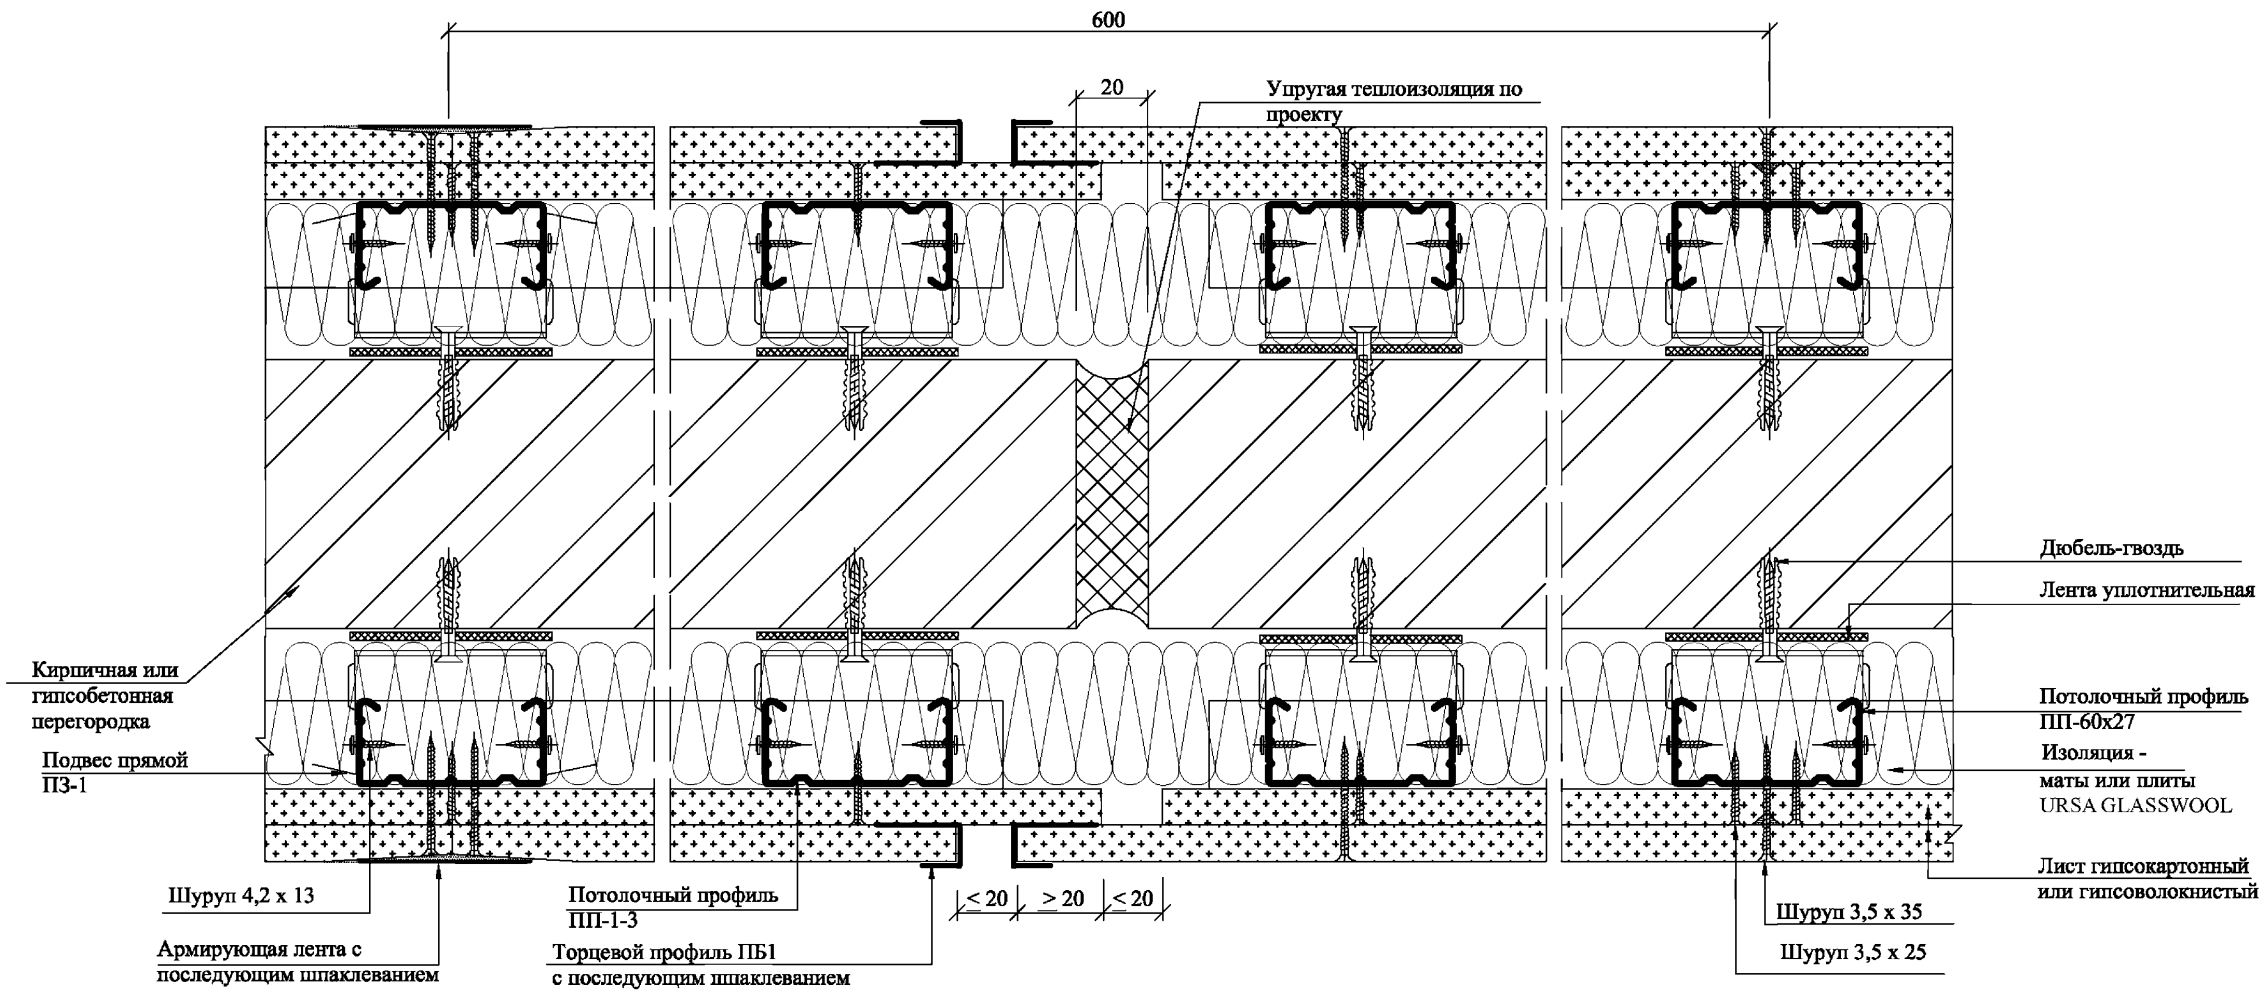 600
20
Упругая теплоизоляция по
проекту
Дюбель-гвоздь
Лента уплотнительная
Кирпичная или
гипсобетонная
перегородка
Потолочный профиль
ПП-60х27
Подвес прямой
ПЗ-1
Изоляция -
маты или плиты
URSA GLASSWOOL
Лист гипсокартонный
или гипсоволокнистый
Шуруп 4,2 х 13
Потолочный профиль
ПП-1-3
≤ 20
≥ 20
≤ 20
Шуруп 3,5 х 35
Армирующая лента с
последующим шпаклеванием
Торцевой профиль ПБ1
с последующим шпаклеванием
Шуруп 3,5 х 25